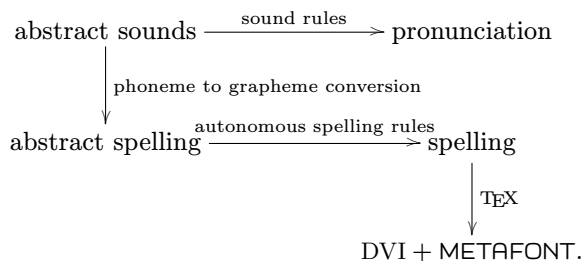 sound rules
abstract sounds pronunciation
phoneme to grapheme conversion
autonomous spelling rules
abstract spelling spelling
TEX
DVI + METAFONT.